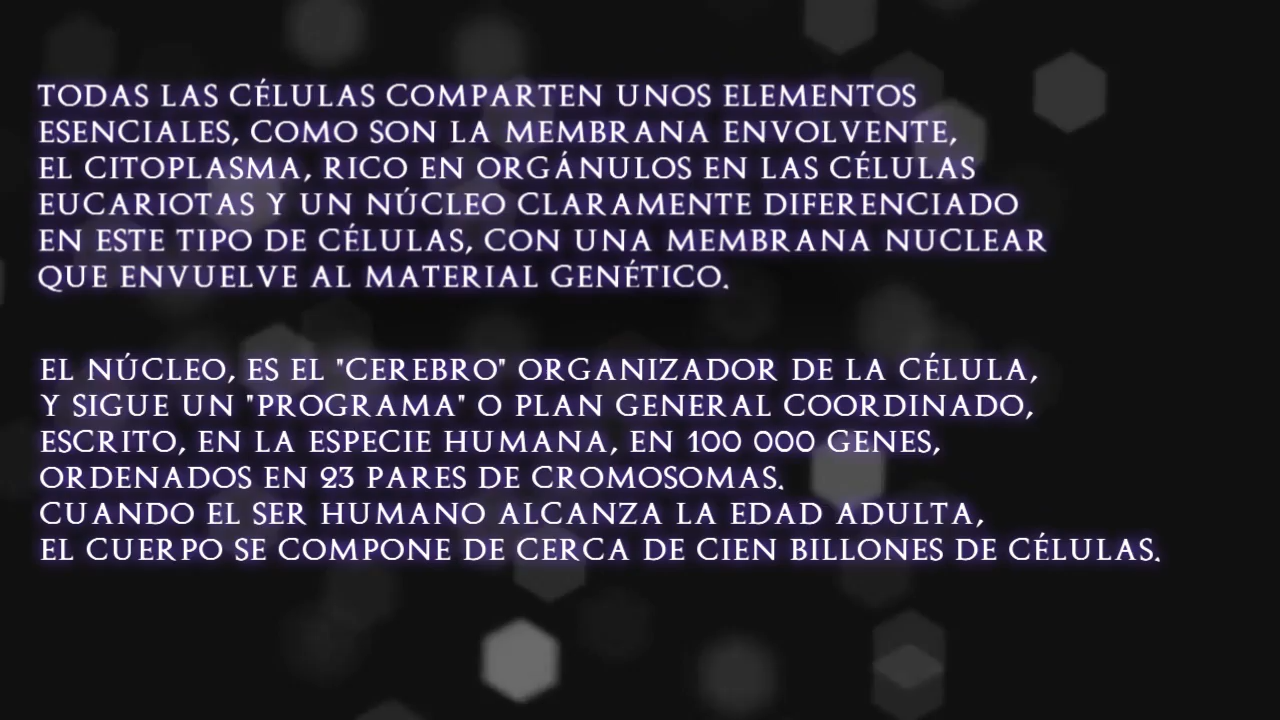 TODAS LAS CÉLULAS COMPARTEN UNOS ELEMENTOS
ESENCIALES, COMO SON LA MEMBRANA ENVOLVENTE,
EL CITOPLASMA, RICO EN ORGÁNULOS EN LAS CÉLULAS
EUCARIOTAS Y UN NÚCLEO CLARAMENTE DIFERENCIADO
EN ESTE TIPO DE CÉLULAS, CON UNA MEMBRANA NUCLEAR
QUE ENVUELVE AL MATERIAL GENÉTICO.
EL NÚCLEO, ES EL "CEREBRO" ORGANIZADOR DE LA CÉLULA,
Y SIGUE UN "PROGRAMA" O PLAN GENERAL COORDINADO,
ESCRITO, EN LA ESPECIE HUMANA, EN 100 000 GENES,
ORDENADOS EN 23 PARES DE CROMOSOMAS.
CUANDO EL SER HUMANO ALCANZA LA EDAD ADULTA,
EL CUERPO SE COMPONE DE CERCA DE CIEN BILLONES DE CÉLULAS.